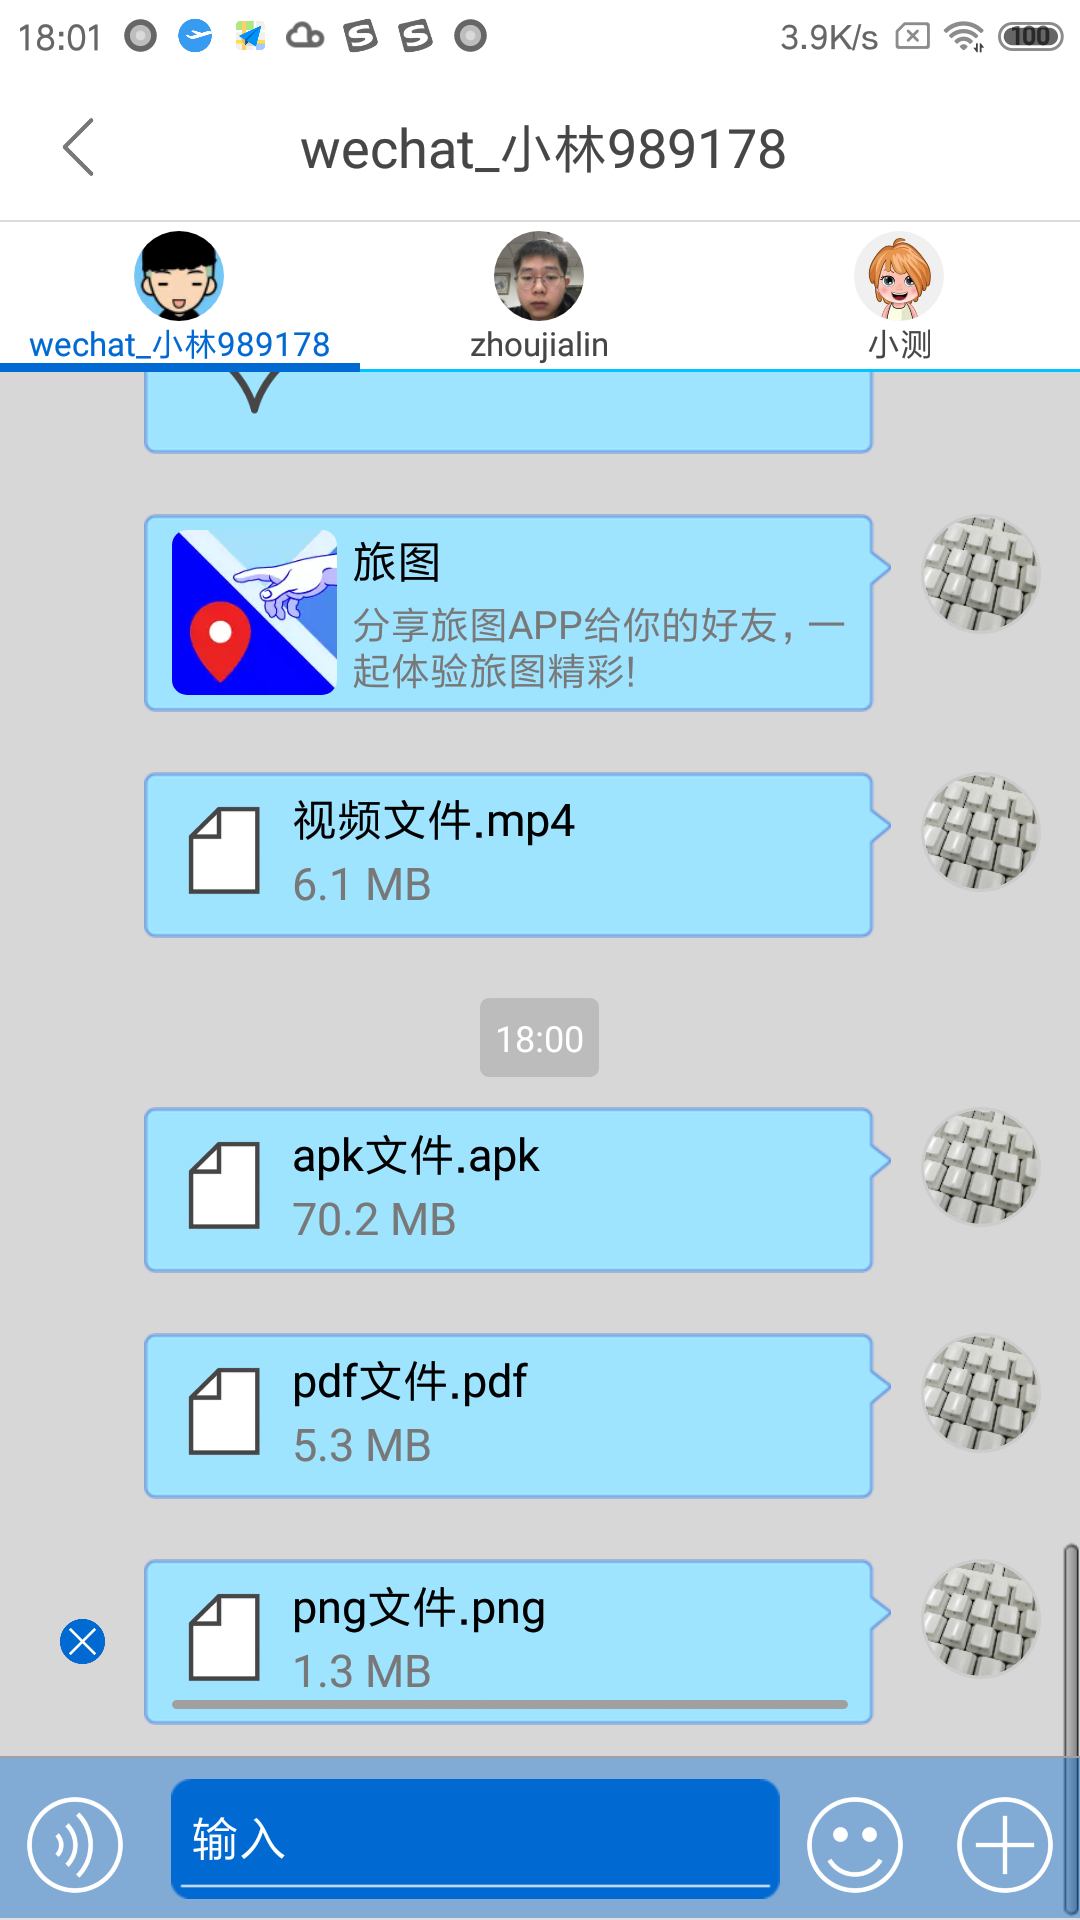 18:01
3.9K/s
100
wechat_小林989178
wechat_小林989178
zhoujialin
小测
旅图
分享旅图APP给你的好友，一
起体验旅图精彩!
视频文件.mp4
6.1 MB
18:00
apk文件.apk
70.2 MB
pdf文件.pdf
5.3 MB
png文件.png
1.3 MB
输入